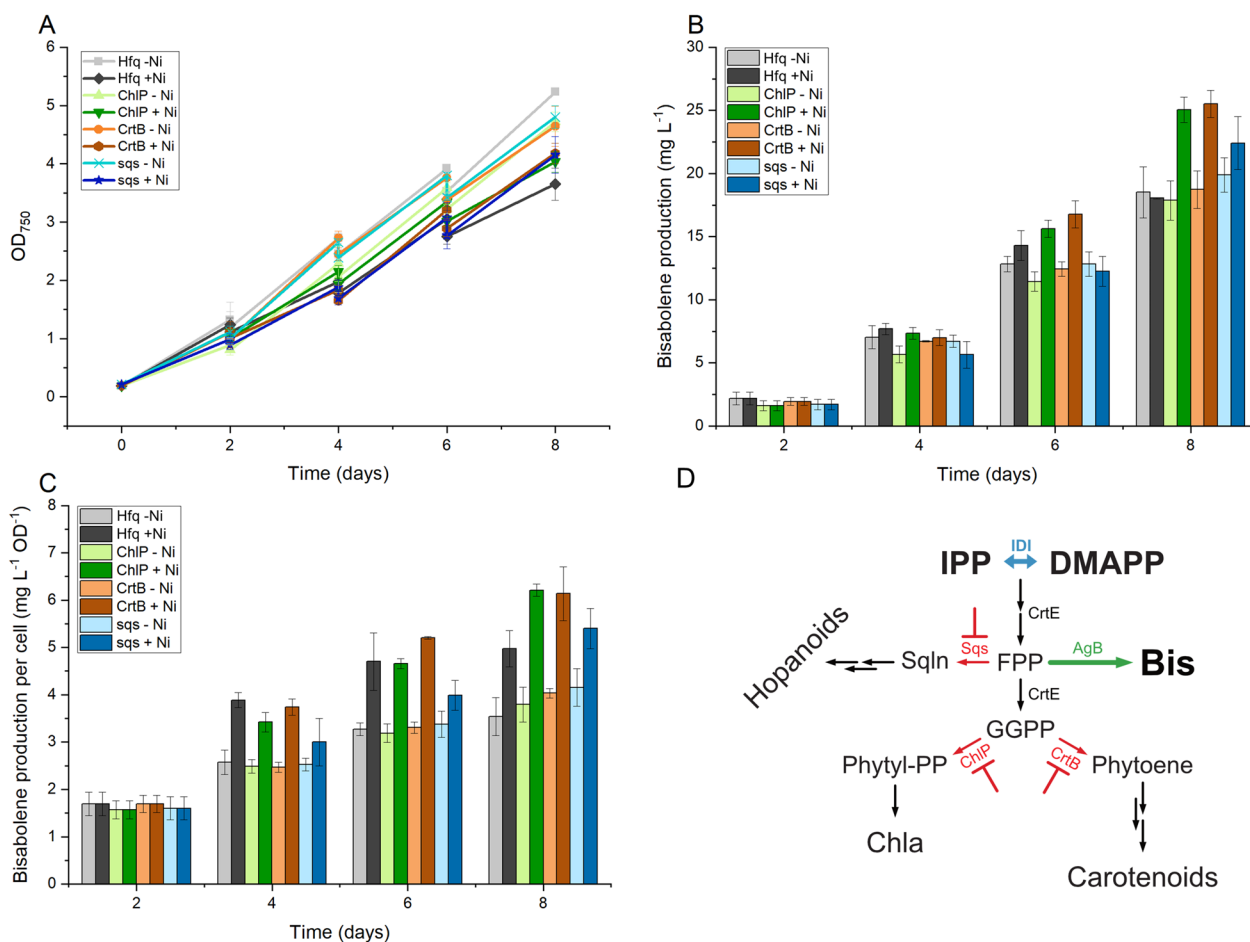 A
OD750
6
5
4
3
2
1
0
Hfq -Ni
Hfq +Ni
ChlP - Ni
ChlP + Ni
CrtB - Ni
CrtB + Ni
sqs - Ni
sqs + Ni
0 2 4 6 8
Time (days)
B
Bisabolene production (mg L-1)
30
25
20
15
10
5
0
Hfq -Ni
Hfq +Ni
ChlP - Ni
ChlP + Ni
CrtB - Ni
CrtB + Ni
sqs - Ni
sqs + Ni
2 4 6 8
Time (days)
C
Bisabolene production per cell (mg L-1 OD-1)
8
7
6
5
4
3
2
1
0
Hfq -Ni
Hfq +Ni
ChlP - Ni
ChlP + Ni
CrtB - Ni
CrtB + Ni
sqs - Ni
sqs + Ni
2 4 6 8
Time (days)
D
IPP IDI DMAPP
CrtE
Hopanoids Sqln Sqs FPP AgB Bis
CrtE
GGPP
Phytyl-PP ChlP CrtB Phytoene
Chla
Carotenoids